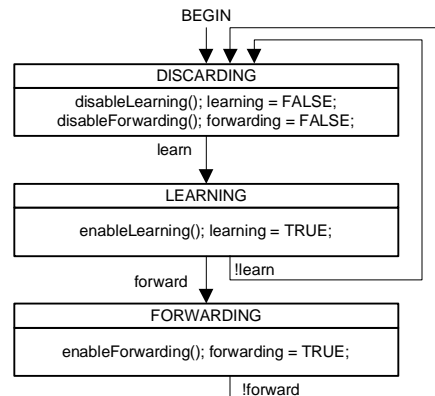 BEGIN
DISCARDING
disableLearning(); learning = FALSE;
disableForwarding(); forwarding = FALSE;
learn
LEARNING
enableLearning(); learning = TRUE;
!learn
forward
FORWARDING
enableForwarding(); forwarding = TRUE;
!forward